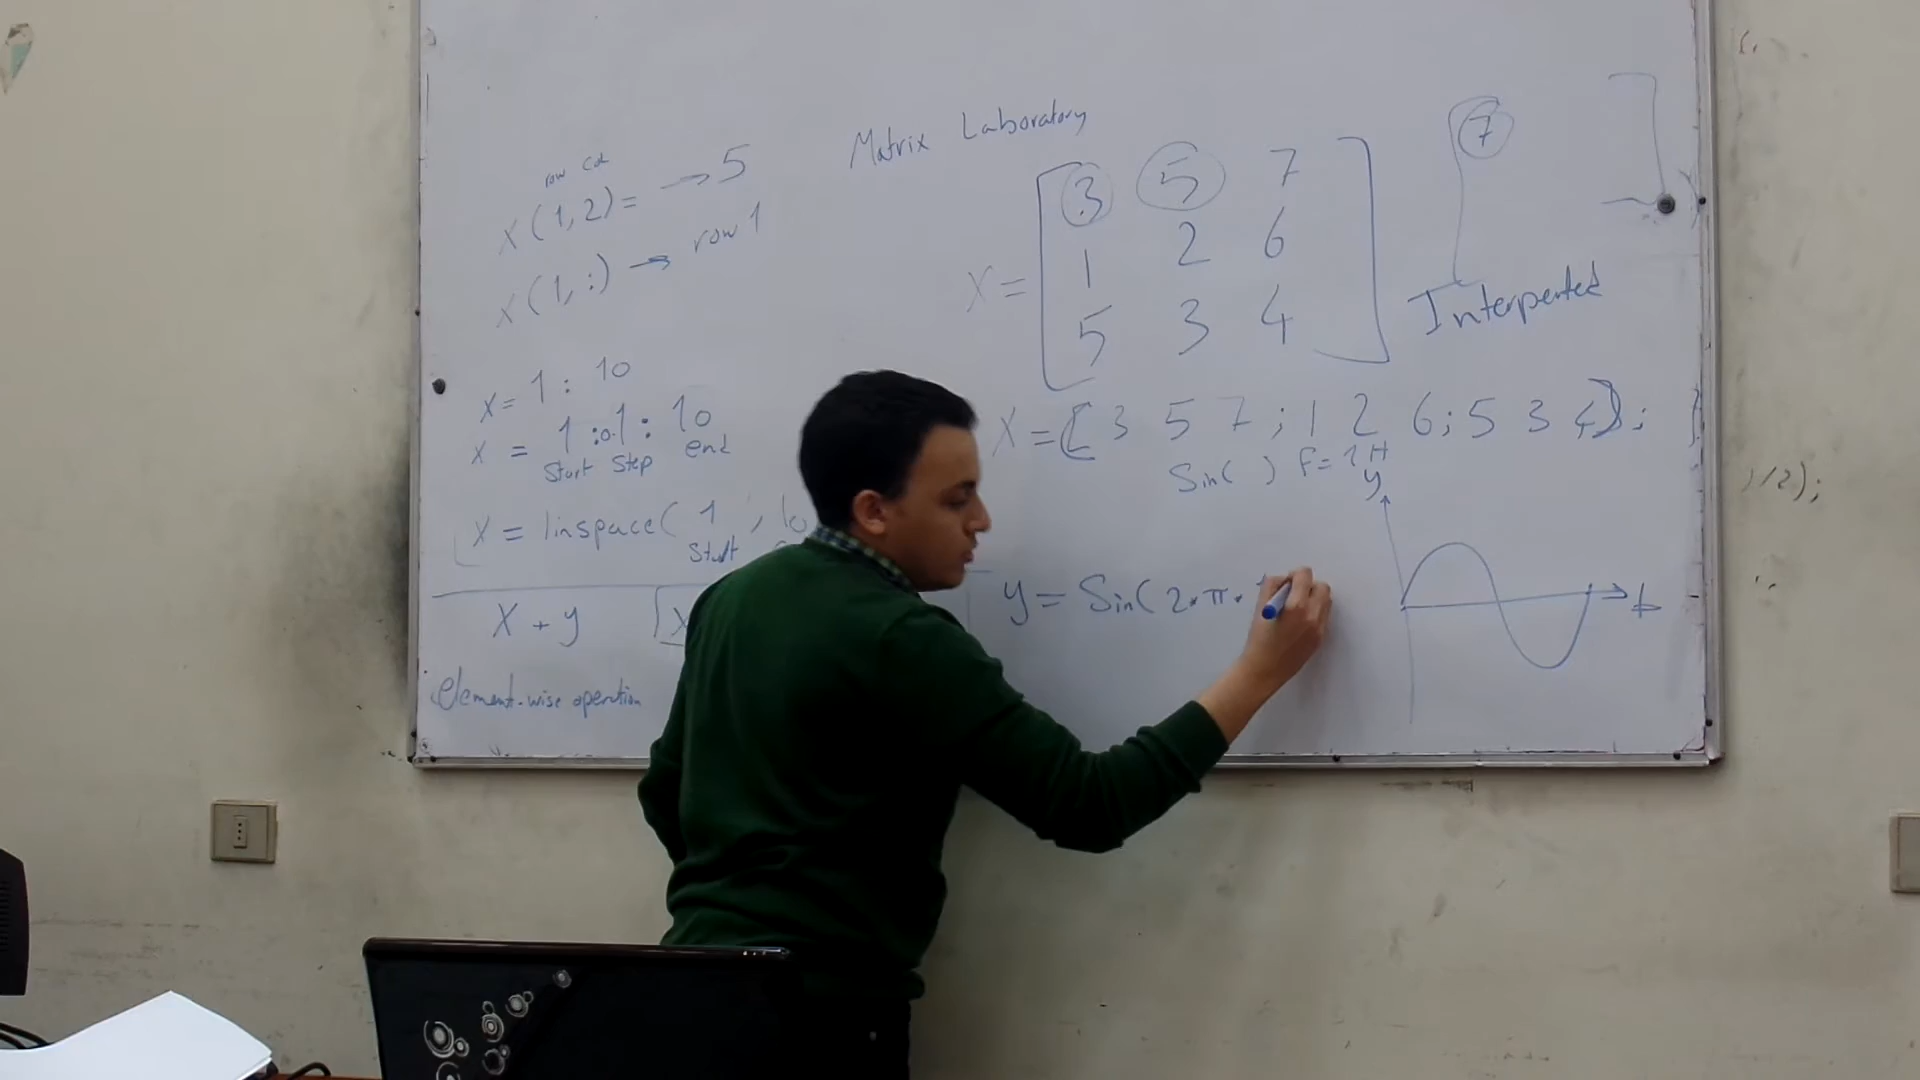 Matrix Laboratory
row col
X (1,2) = → 5
X (1, :) → row 1
X = 1 : 10
X = 1 : 0.1 : 10
Start Step end
X = linspace( 1 , 10
Start
X + y
X
element-wise operation
3 5 7
1 2 6
5 3 4
X =
7
Interperted
X = [ 3 5 7 ; 1 2 6 ; 5 3 4 ] ;
Sin( ) F = 1 H
y
t
y = Sin( 2 * π *
)/2);